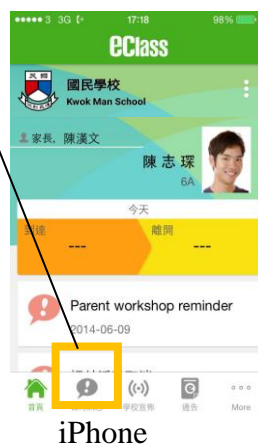 3 3G 17:18 98%
eClass
國民學校
Kwok Man School
家長, 陳漢文
陳志琛
6A
今天
到達 離開
--- ---
Parent workshop reminder
2014-06-09
首頁 學校宣佈 通告 More
iPhone